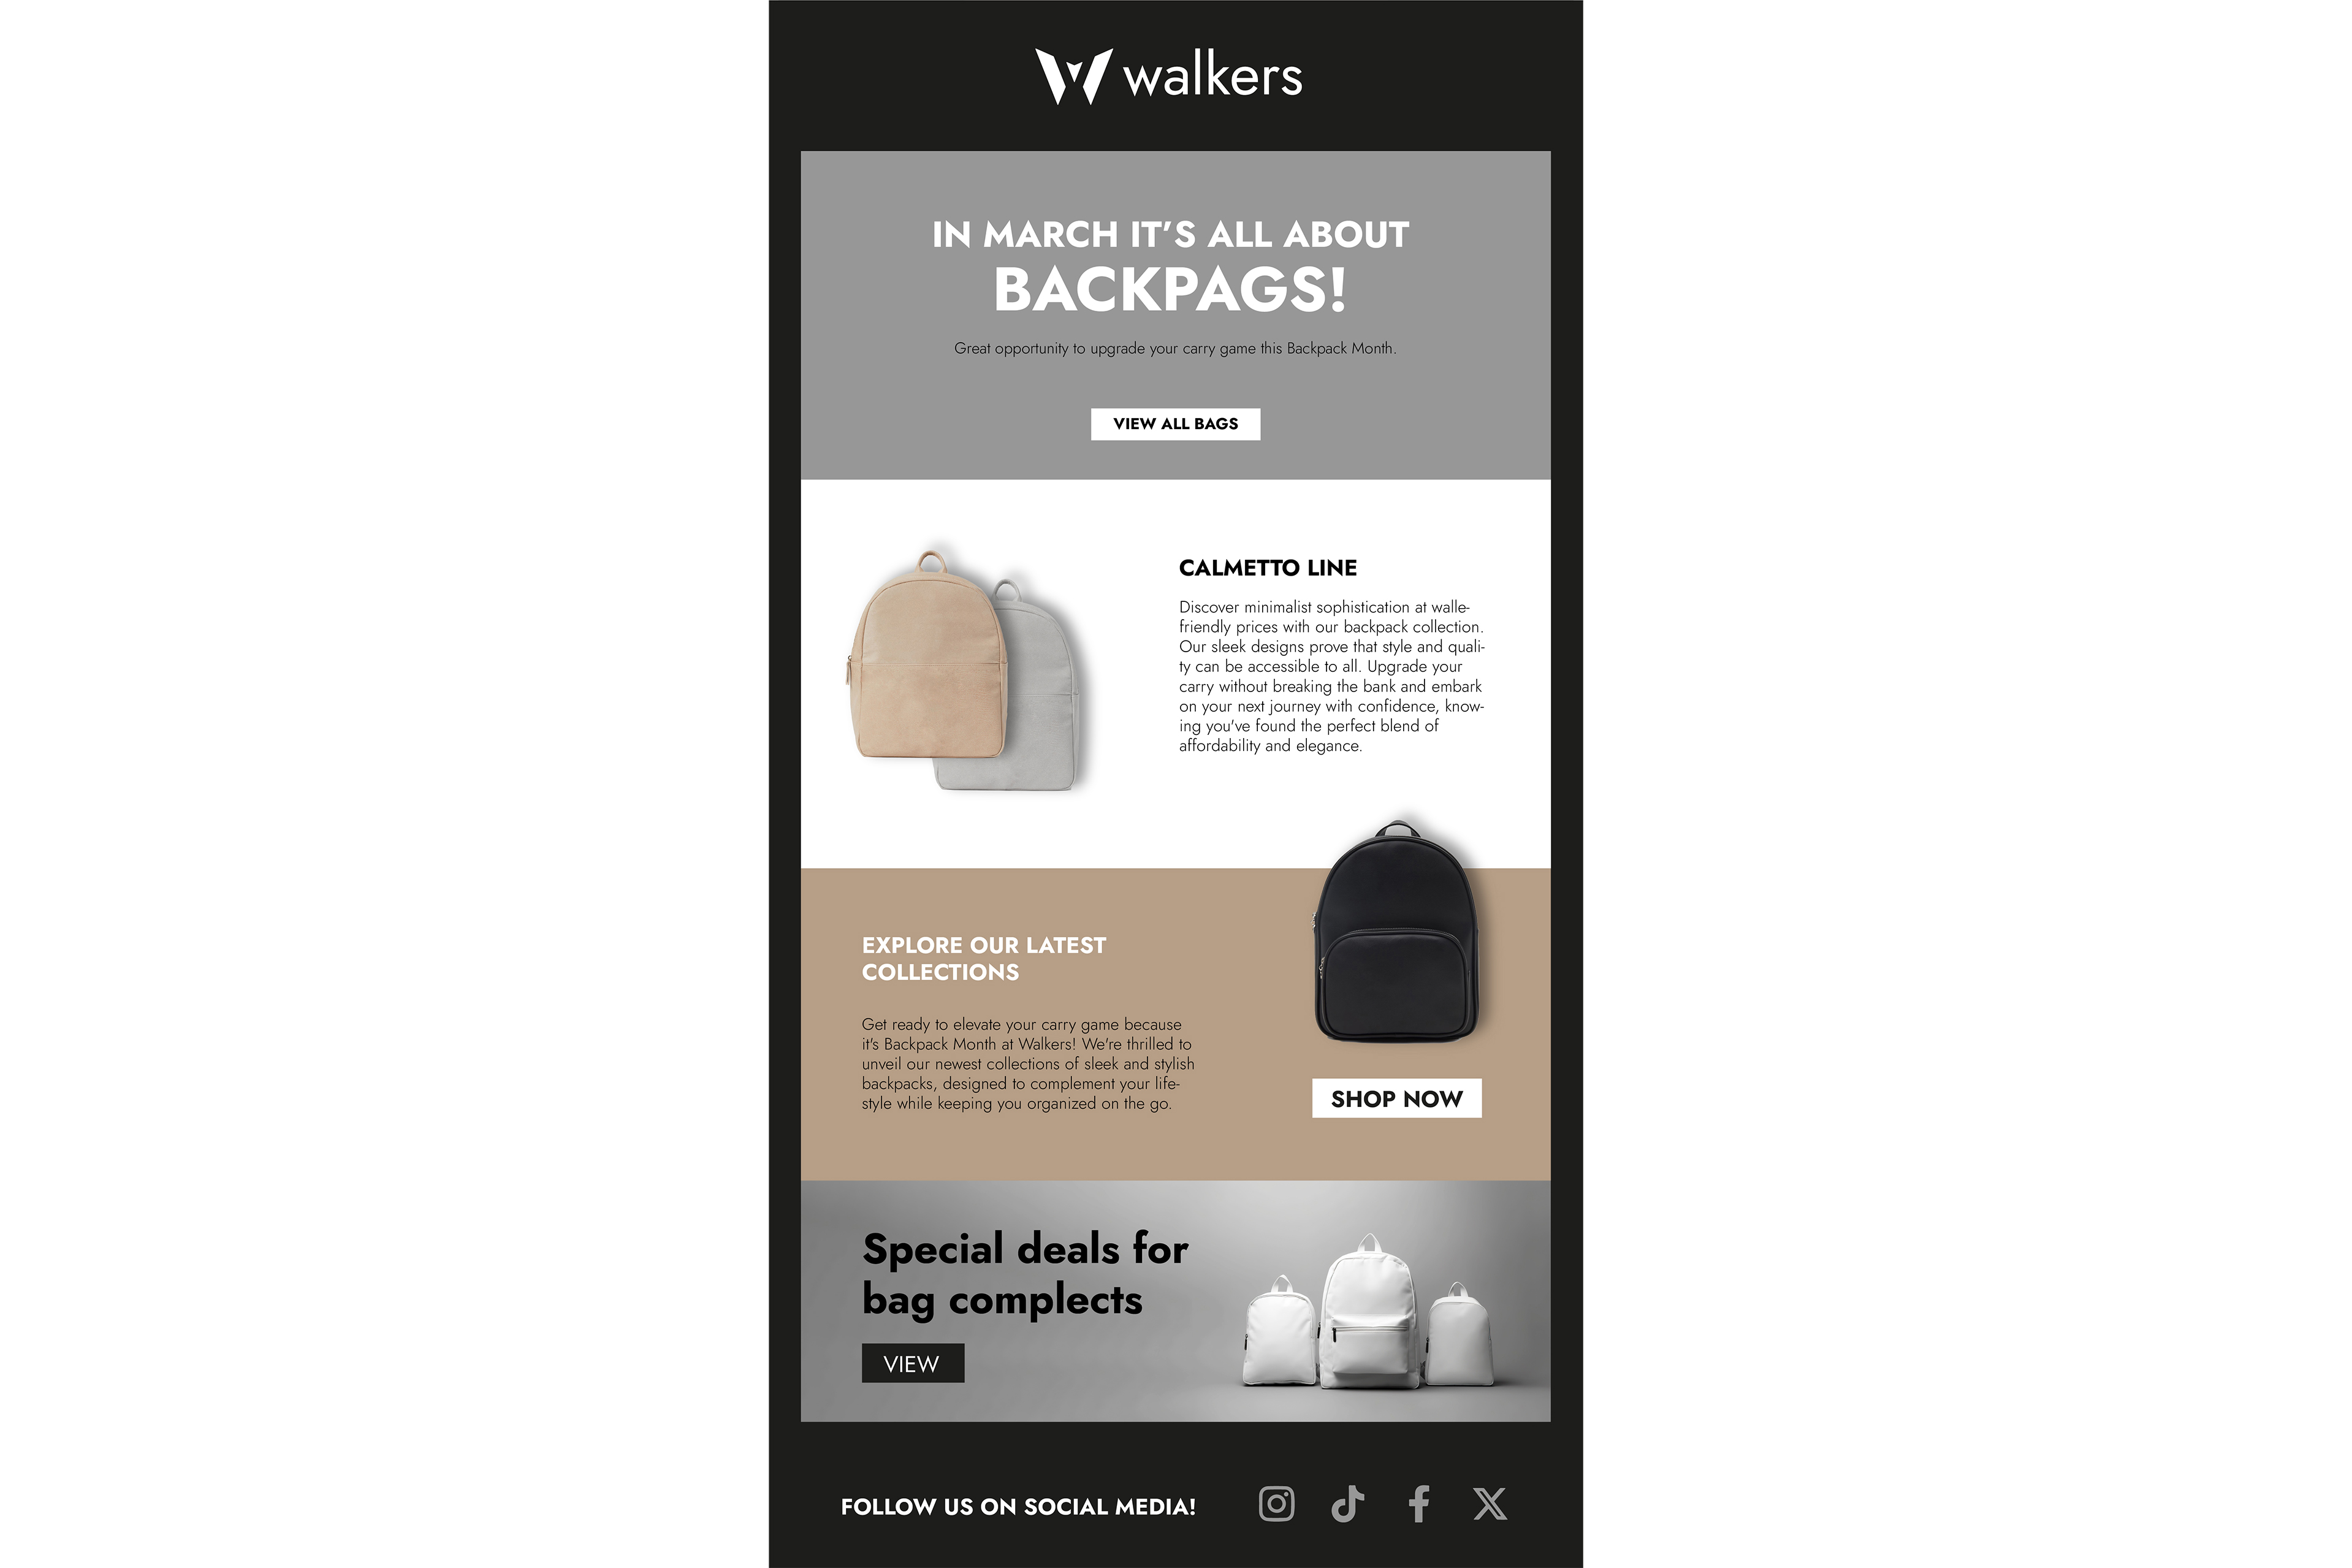 walkers
IN MARCH IT'S ALL ABOUT
BACKPAGS!
Great opportunity to upgrade your carry game this Backpack Month.
VIEW ALL BAGS
CALMETTO LINE
Discover minimalist sophistication at walle-
friendly prices with our backpack collection.
Our sleek designs prove that style and quali-
ty can be accessible to all. Upgrade your
carry without breaking the bank and embark
on your next journey with confidence, know-
ing you've found the perfect blend of
affordability and elegance.
EXPLORE OUR LATEST
COLLECTIONS
Get ready to elevate your carry game because
it's Backpack Month at Walkers! We're thrilled to
unveil our newest collections of sleek and stylish
backpacks, designed to complement your life-
style while keeping you organized on the go.
SHOP NOW
Special deals for
bag complects
VIEW
FOLLOW US ON SOCIAL MEDIA!